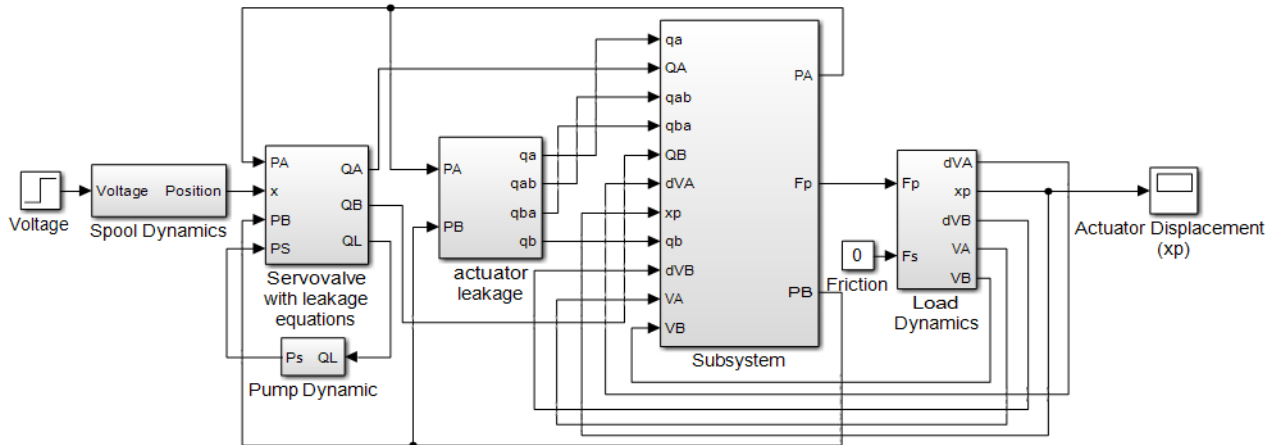 Voltage
Voltage Position
Spool Dynamics
PA
x
PB
PS
QA
QB
QL
Servovalve
with leakage
equations
Ps QL
Pump Dynamic
PA
PB
qa
qab
qba
qb
actuator
leakage
qa
QA
qab
qba
QB
dVA
xp
qb
dVB
VA
VB
PA
Fp
PB
Subsystem
0
Friction
Fp
Fs
dVA
xp
dVB
VA
VB
Load
Dynamics
Actuator Displacement
(xp)